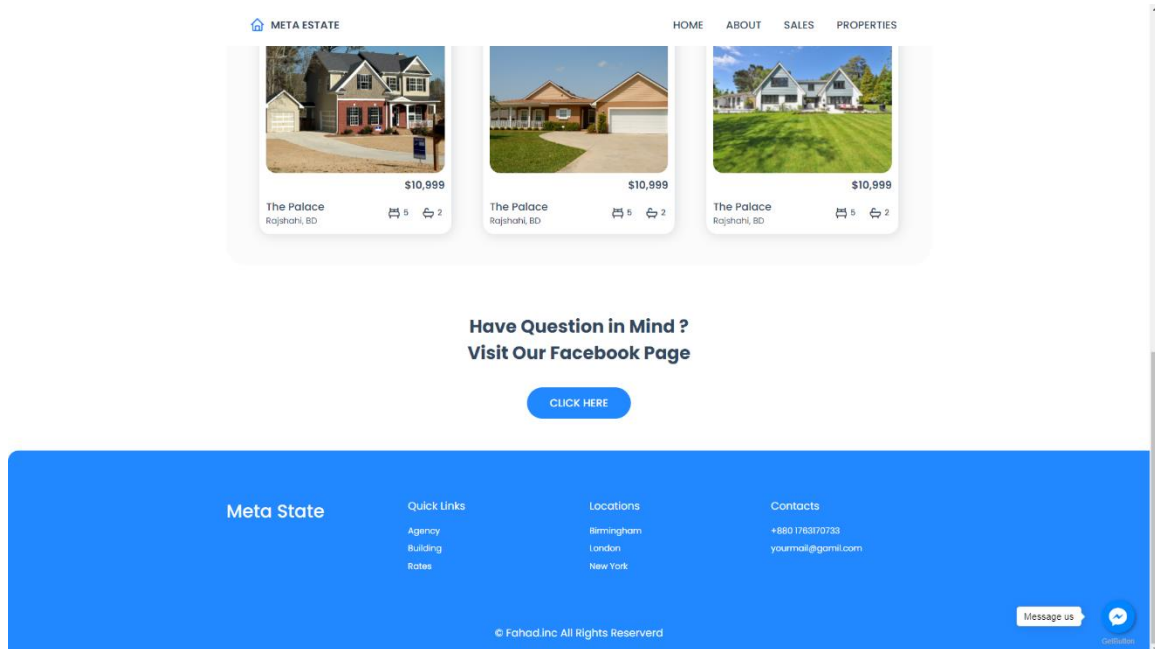 META ESTATE
HOME ABOUT SALES PROPERTIES
$10,999 $10,999 $10,999
The Palace 5 2 The Palace 5 2 The Palace 5 2
Rajshahi, BD Rajshahi, BD Rajshahi, BD
Have Question in Mind ?
Visit Our Facebook Page
CLICK HERE
Meta State
Quick Links
Agency
Building
Rates
Locations
Birmingham
London
New York
Contacts
+880 1763170733
yourmail@gamil.com
Message us
GetButton
© Fahad.inc All Rights Reserverd